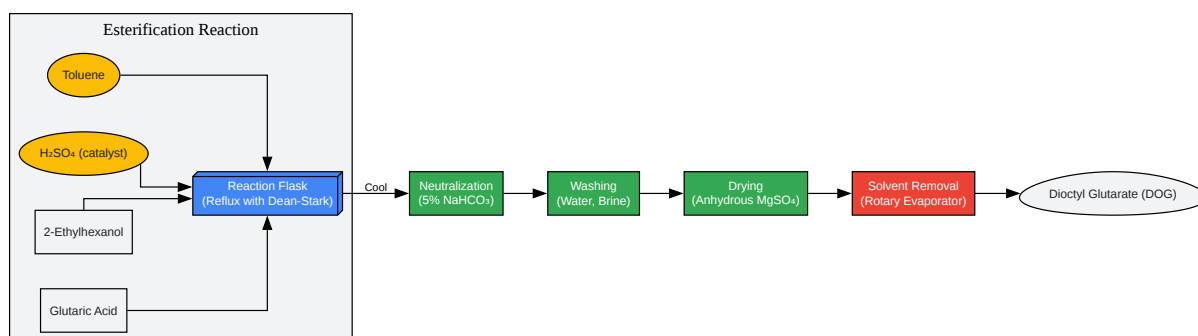 Esterification Reaction
Toluene
H₂SO₄ (catalyst)
2-Ethylhexanol
Glutaric Acid
Reaction Flask
(Reflux with Dean-Stark)
Cool
Neutralization
(5% NaHCO₃)
Washing
(Water, Brine)
Drying
(Anhydrous MgSO₄)
Solvent Removal
(Rotary Evaporator)
Dioctyl Glutarate (DOG)